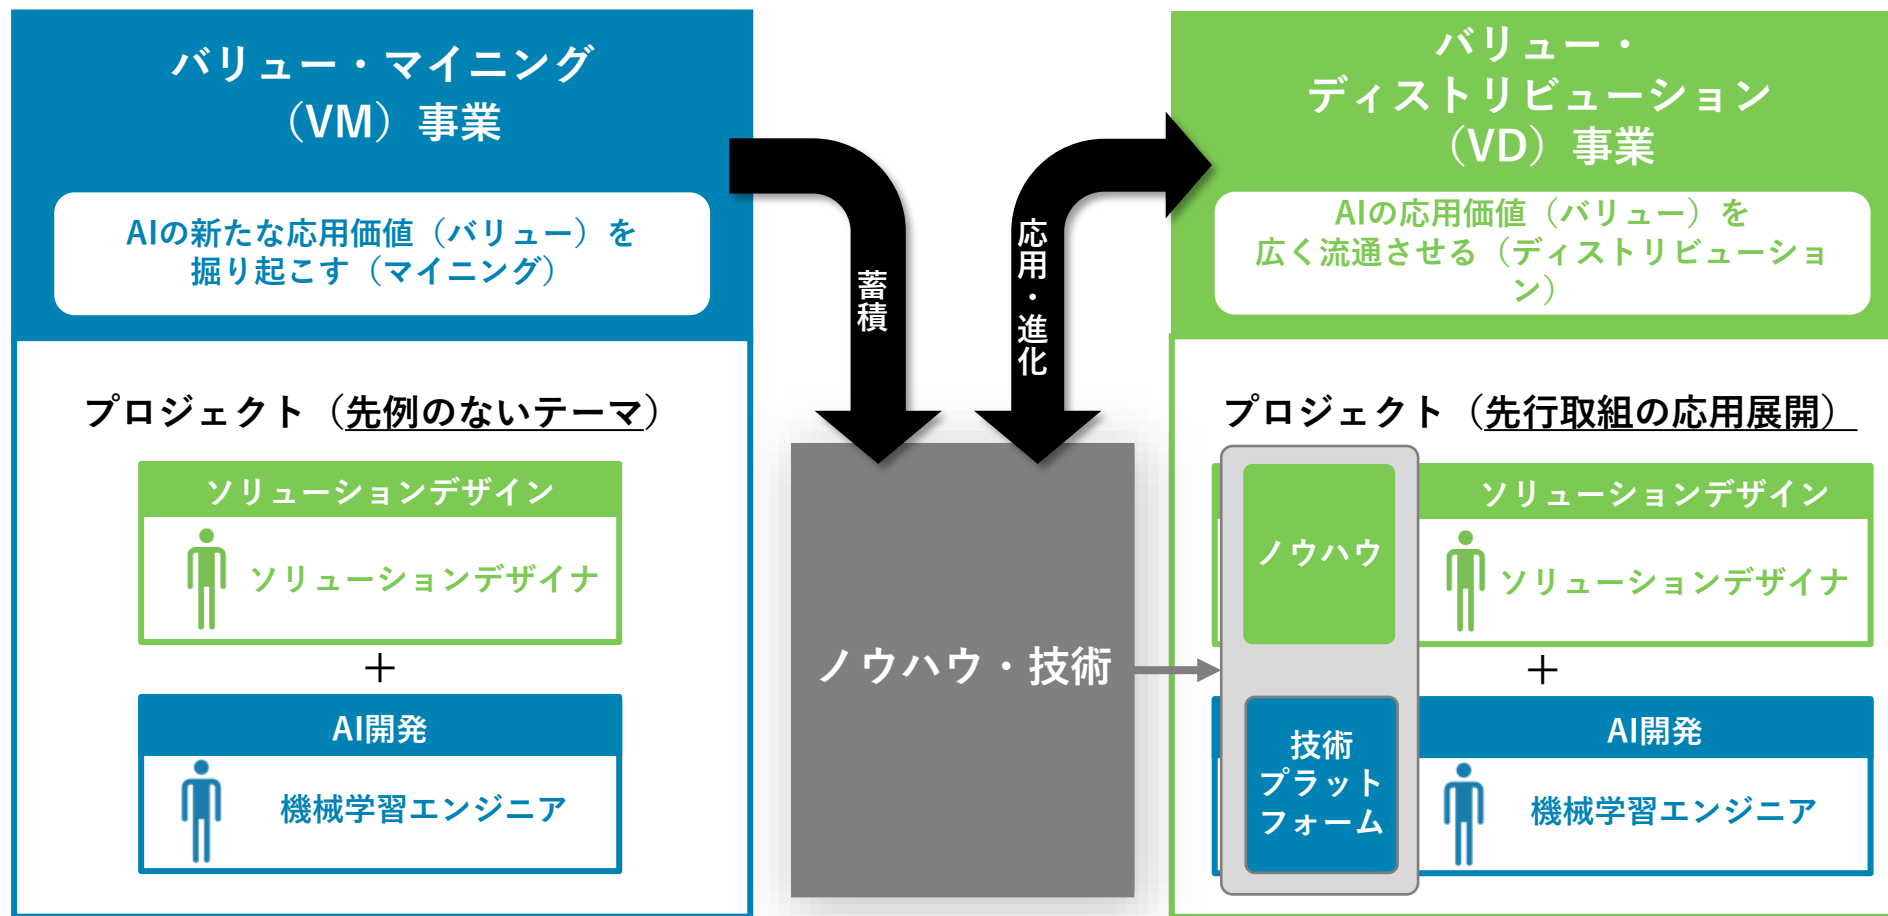 バリュー・マイニング
（VM）事業
AIの新たな応用価値（バリュー）を
掘り起こす（マイニング）
プロジェクト（先例のないテーマ）
ソリューションデザイン
ソリューションデザイナ
＋
AI開発
機械学習エンジニア
蓄積
応用・進化
ノウハウ・技術
バリュー・
ディストリビューション
（VD）事業
AIの応用価値（バリュー）を
広く流通させる（ディストリビューショ
ン）
プロジェクト（先行取組の応用展開）
ノウハウ
ソリューションデザイン
ソリューションデザイナ
＋
技術
プラット
フォーム
AI開発
機械学習エンジニア